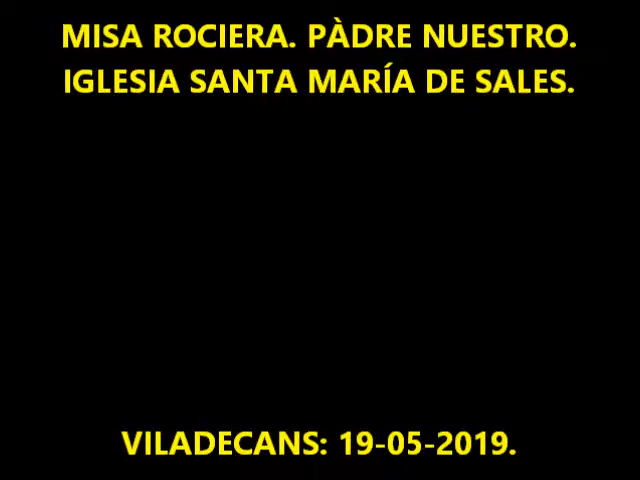 MISA ROCIERA. PÀDRE NUESTRO.
IGLESIA SANTA MARÍA DE SALES.
VILADECANS: 19-05-2019.